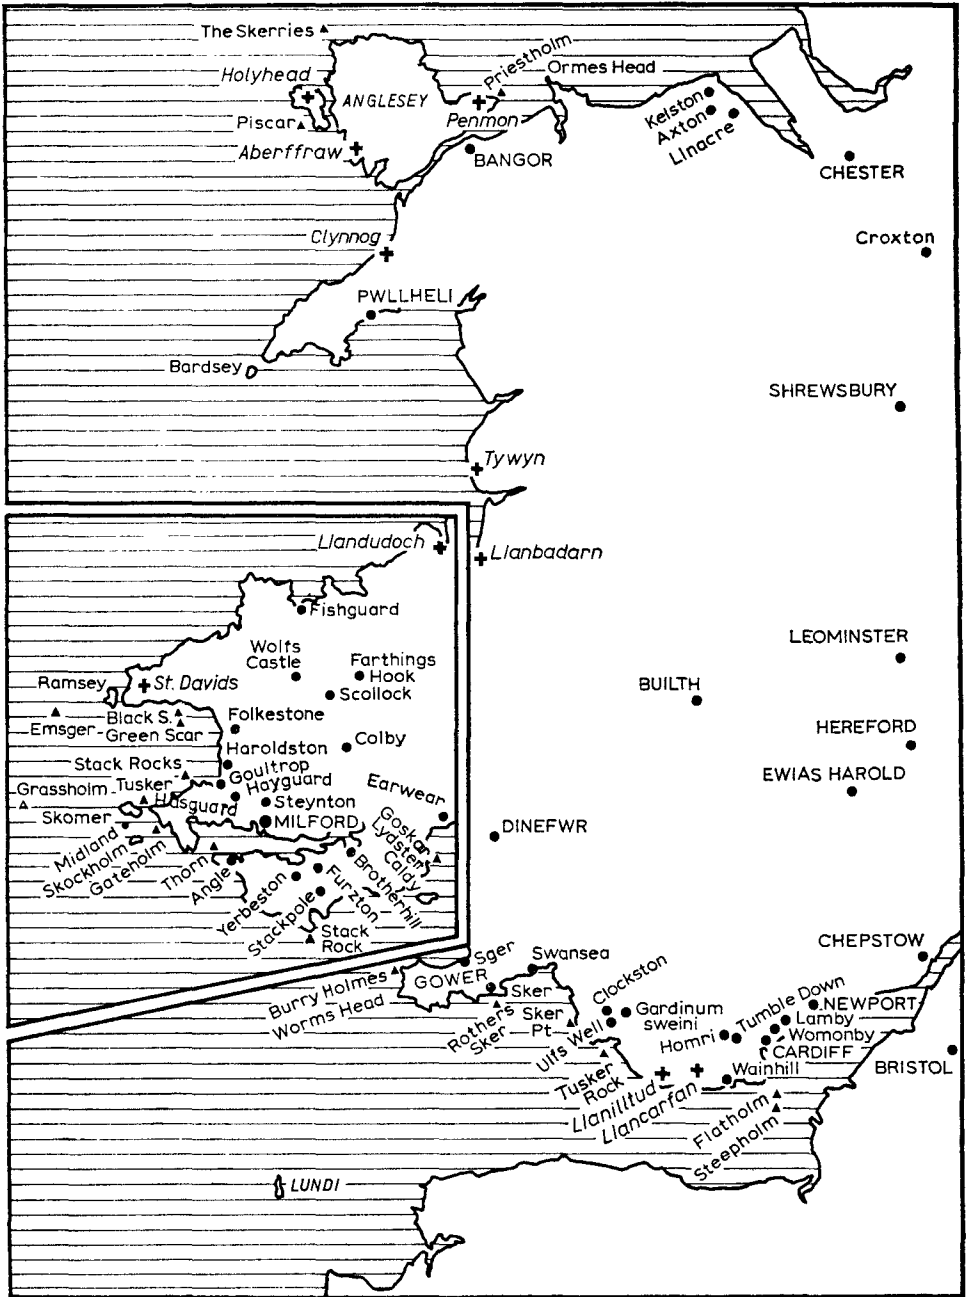 The Skerries
Holyhead
ANGLESEY
Piscar
Aberffraw
Priestholm
Penmon
Ormes Head
BANGOR
Kelston
Axton
Linacre
CHESTER
Clynnog
Croxton
PWLLHELI
Bardsey
SHREWSBURY
Tywyn
Llandudoch
Llanbadarn
Fishguard
Wolfs
Castle
Farthings
Hook
Scollock
Ramsey
St. Davids
Emsger
Black S.
Green Scar
Folkestone
Haroldston
Colby
Stack Rocks
Goultrop
Hayguard
Grassholm
Tusker
Hasguard
Steynton
MILFORD
Earwear
Skomer
Midland
Skockholm
Gateholm
Thorn
Angle
Yerbeston
Stackpole
Furzton
Brotherhill
Goskar
Lydster
Caldy
Stack
Rock
LEOMINSTER
BUILTH
HEREFORD
EWIAS HAROLD
DINEFWR
CHEPSTOW
Sger
Swansea
Burry Holmes
Worms Head
GOWER
Sker
Rothers
Sker
Sker
Pt.
Clockston
Gardinum
sweini
Ulfs Well
Homri
Tumble Down
NEWPORT
Lamby
Womonby
CARDIFF
Wainhill
BRISTOL
Tusker
Rock
Llanilltud
Llancarfan
Flatholm
Steepholm
LUNDI